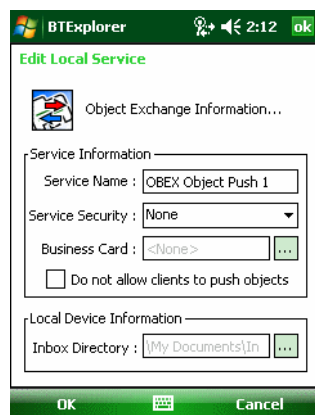 BTExplorer 2:12 ok
Edit Local Service
Object Exchange Information...
Service Information
Service Name : OBEX Object Push 1
Service Security : None
Business Card : <None> ...
Do not allow clients to push objects
Local Device Information
Inbox Directory : \My Documents\In ...
OK Cancel